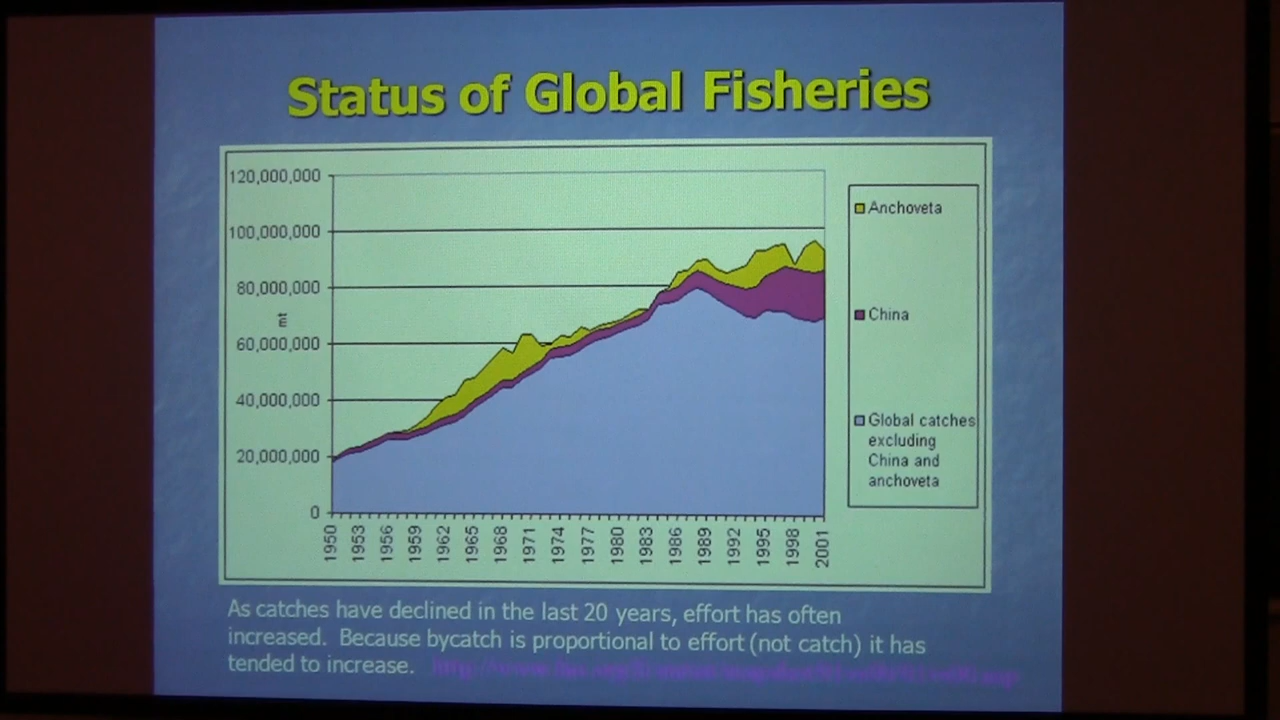 Status of Global Fisheries
120,000,000
100,000,000
80,000,000
60,000,000
40,000,000
20,000,000
0
mt
1950
1953
1956
1959
1962
1965
1968
1971
1974
1977
1980
1983
1986
1989
1992
1995
1998
2001
Anchoveta
China
Global catches
excluding
China and
anchoveta
As catches have declined in the last 20 years, effort has often
increased. Because bycatch is proportional to effort (not catch) it has
tended to increase.